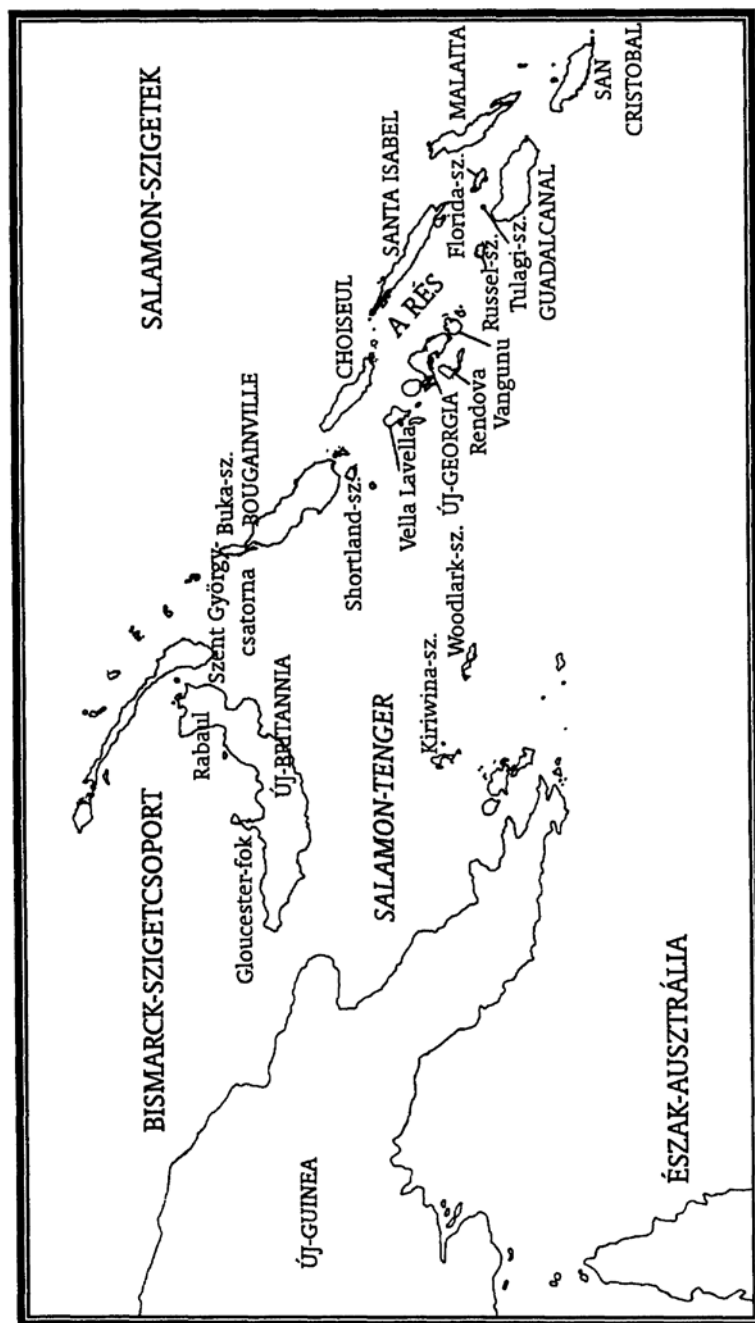 SALAMON-SZIGETEK
BISMARCK-SZIGETCSOPORT
Rabaul
Szent György-
csatorna
Buka-sz.
BOUGAINVILLE
Gloucester-fok
ÚJ-BRITANNIA
CHOISEUL
SANTA ISABEL
MALAITA
ÚJ-GUINEA
SALAMON-TENGER
Shortland-sz.
A RÉS
Florida-sz.
Vella Lavella
ÚJ-GEORGIA
Rendova
Vangunu
Russel-sz.
Tulagi-sz.
GUADALCANAL
SAN
CRISTOBAL
Kiriwina-sz.
Woodlark-sz.
ÉSZAK-AUSZTRÁLIA